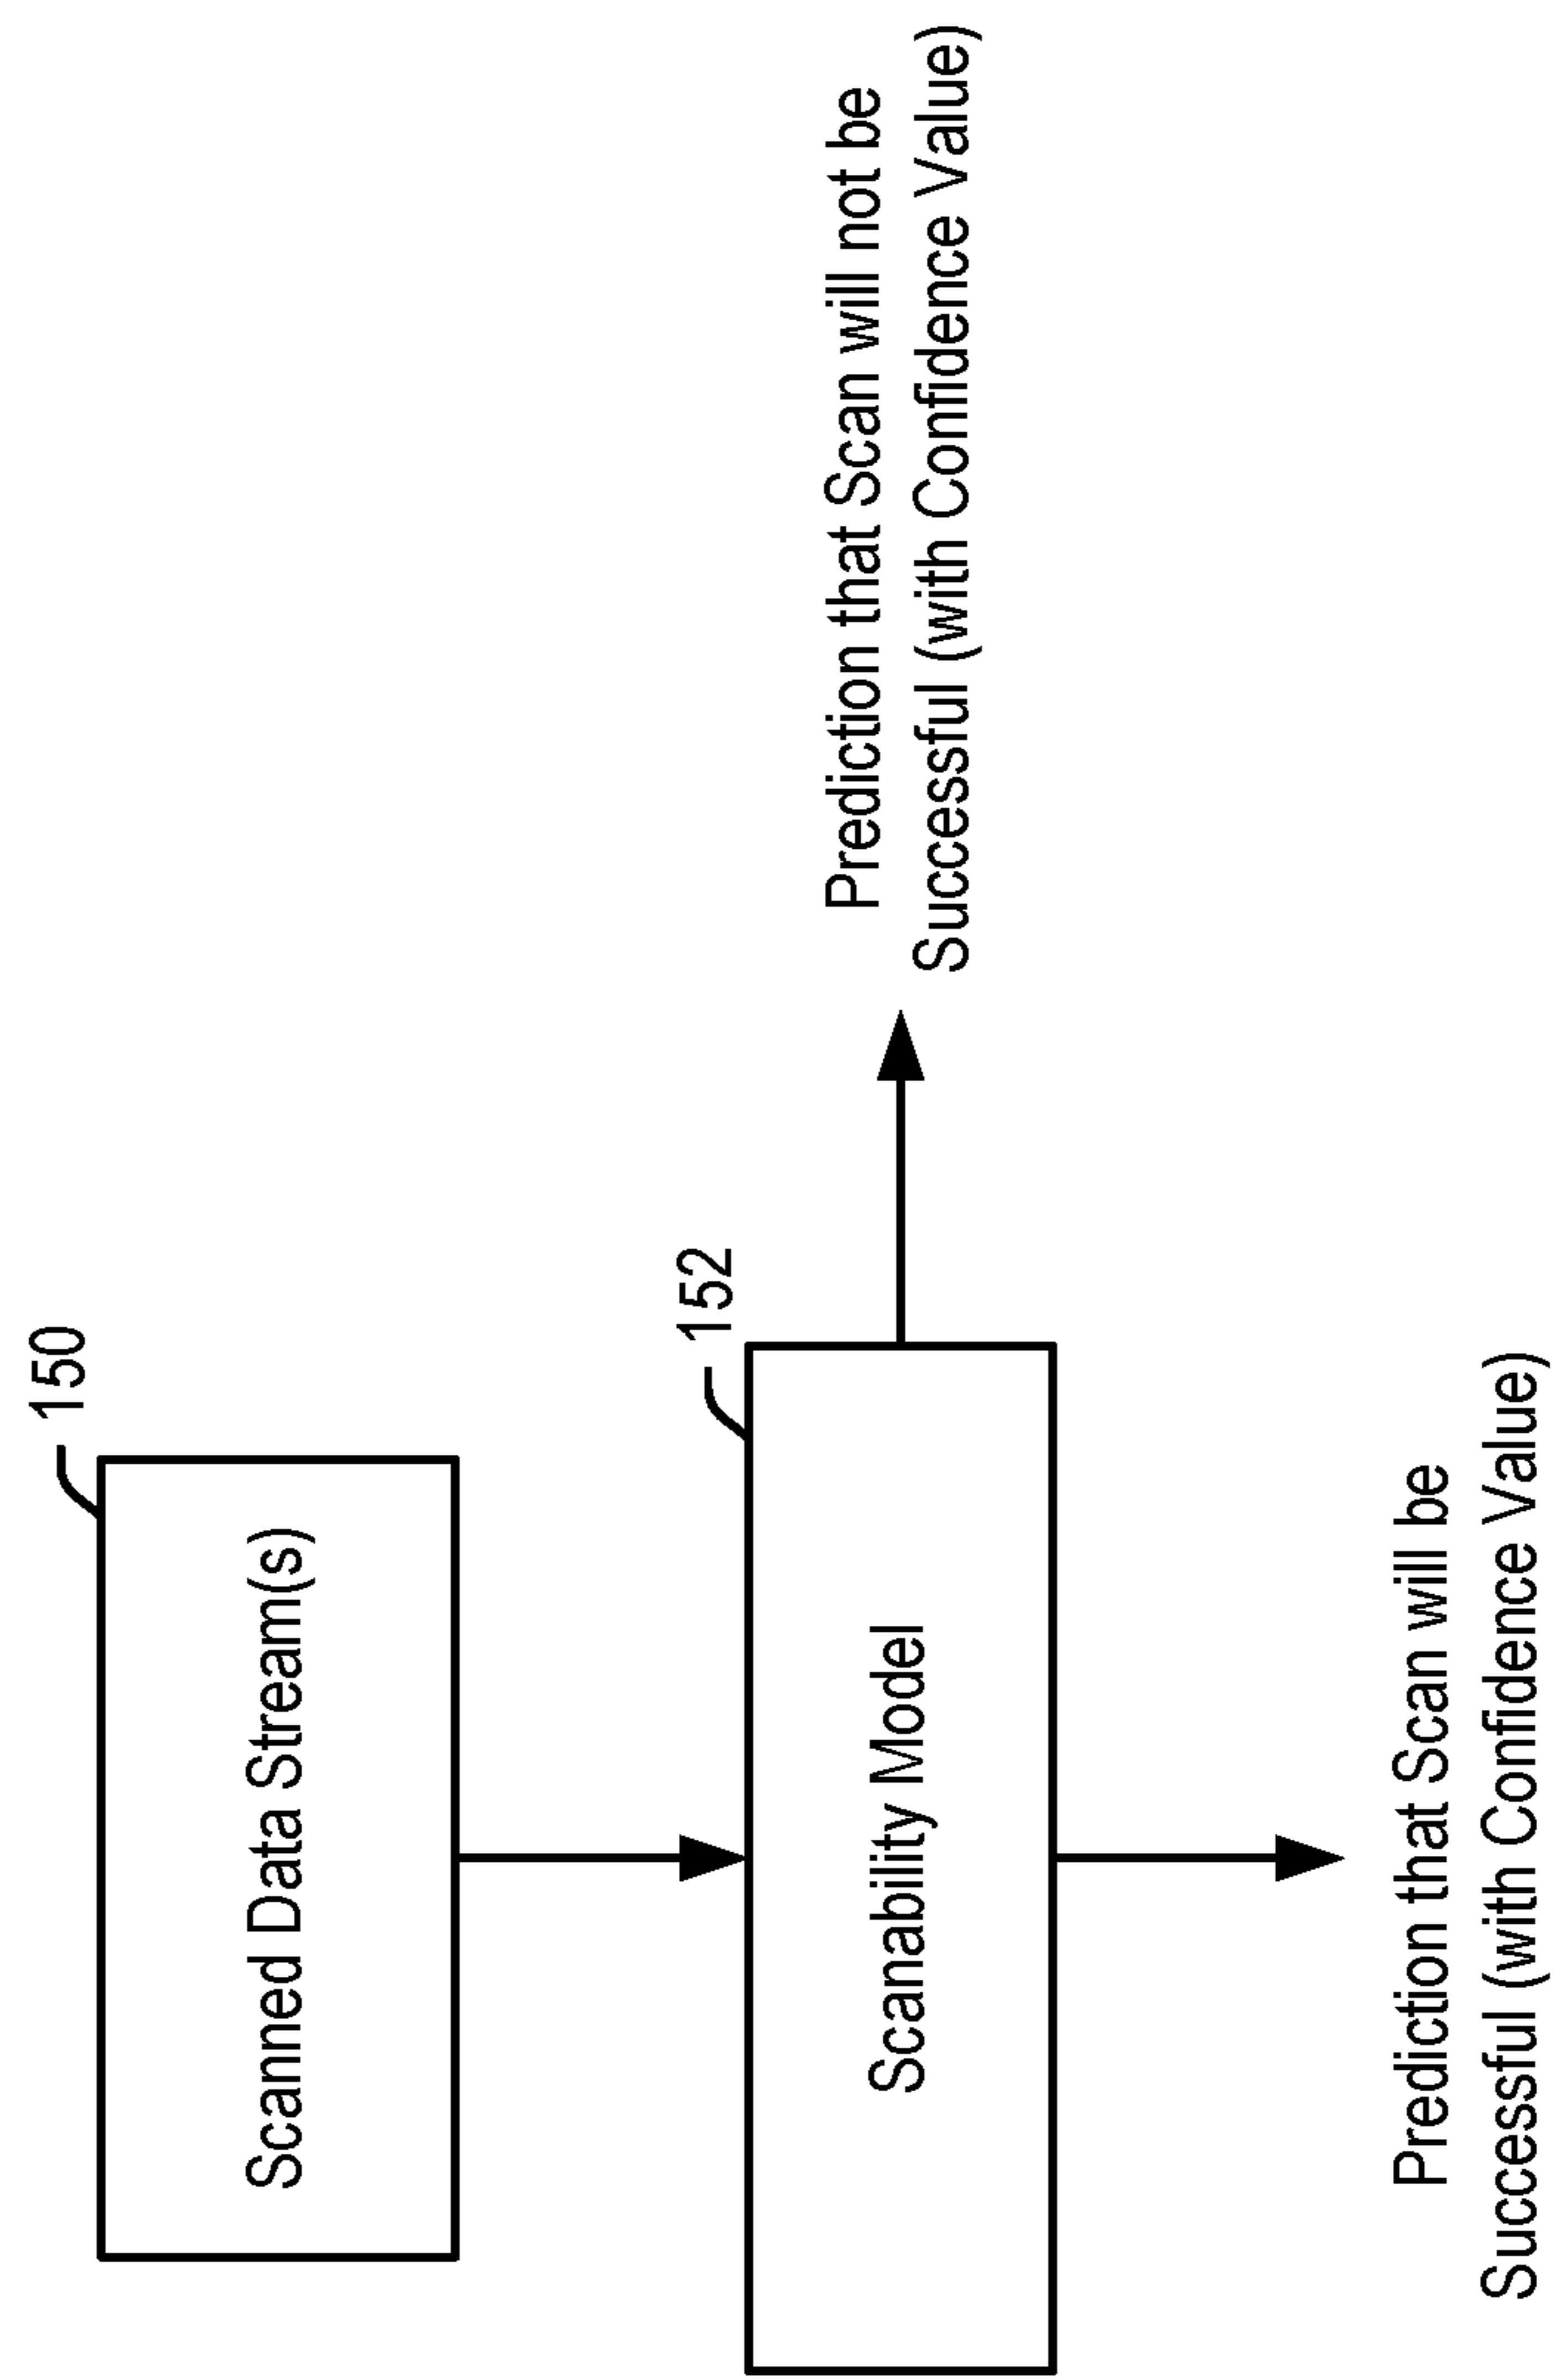 150
Scanned Data Stream(s)
152
Scanability Model
Prediction that Scan will not be
Successful (with Confidence Value)
Prediction that Scan will be
Successful (with Confidence Value)